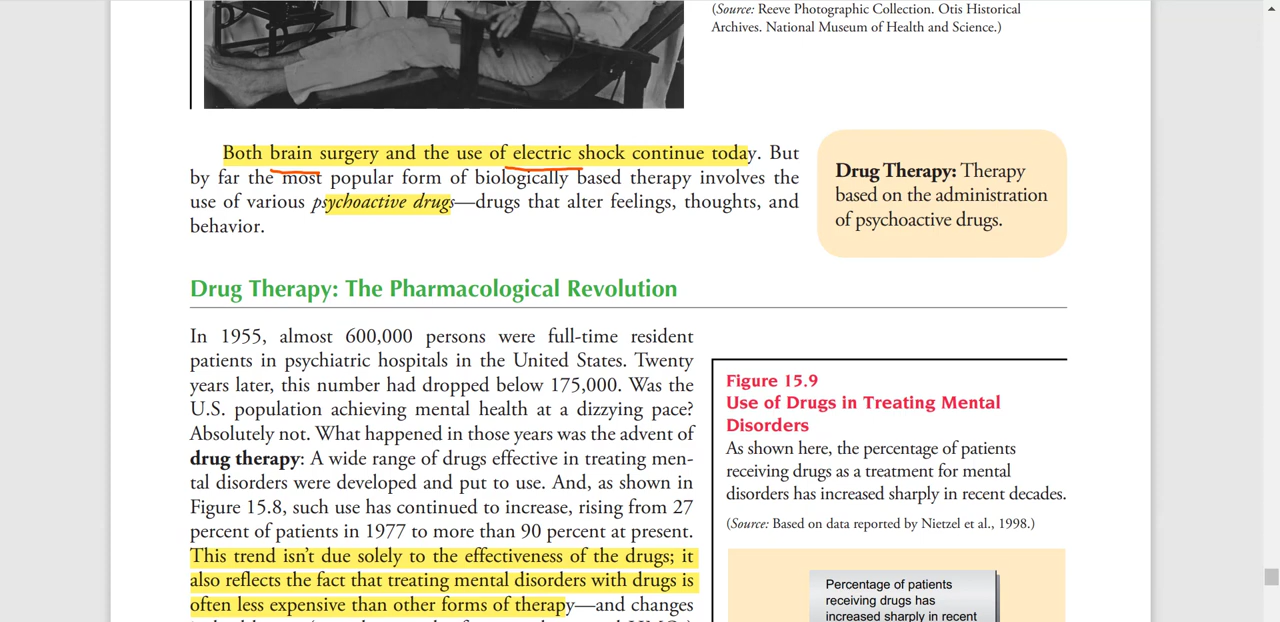 (Source: Reeve Photographic Collection. Otis Historical
Archives. National Museum of Health and Science.)
Both brain surgery and the use of electric shock continue today. But
by far the most popular form of biologically based therapy involves the
use of various psychoactive drugs—drugs that alter feelings, thoughts, and
behavior.
Drug Therapy: Therapy
based on the administration
of psychoactive drugs.
Drug Therapy: The Pharmacological Revolution
In 1955, almost 600,000 persons were full-time resident
patients in psychiatric hospitals in the United States. Twenty
years later, this number had dropped below 175,000. Was the
U.S. population achieving mental health at a dizzying pace?
Absolutely not. What happened in those years was the advent of
drug therapy: A wide range of drugs effective in treating men-
tal disorders were developed and put to use. And, as shown in
Figure 15.8, such use has continued to increase, rising from 27
percent of patients in 1977 to more than 90 percent at present.
This trend isn't due solely to the effectiveness of the drugs; it
also reflects the fact that treating mental disorders with drugs is
often less expensive than other forms of therapy—and changes
Figure 15.9
Use of Drugs in Treating Mental
Disorders
As shown here, the percentage of patients
receiving drugs as a treatment for mental
disorders has increased sharply in recent decades.
(Source: Based on data reported by Nietzel et al., 1998.)
Percentage of patients
receiving drugs has
increased sharply in recent